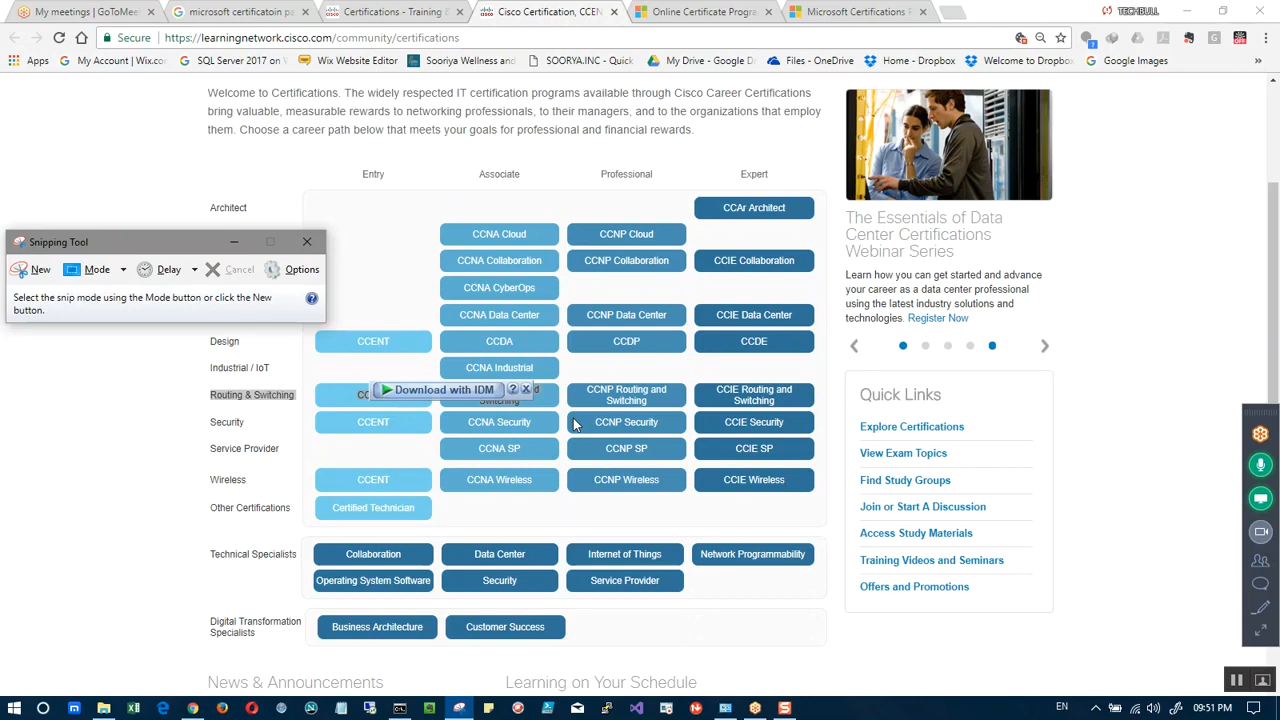 My meetings | GoToMee
microsoft certificatoin pa
Certifications - Training &
Cisco Certification, CCEN
Online Certificate Progra
Microsoft Certifications P
TECHBULL
Secure
https://learningnetwork.cisco.com/community/certifications
Apps
My Account | Wix.co
SQL Server 2017 on
Wix Website Editor
Sooriya Wellness and
SOORYA.INC - Quick
My Drive - Google D
Files - OneDrive
Home - Dropbox
Welcome to Dropbox
Google Images
Welcome to Certifications. The widely respected IT certification programs available through Cisco Career Certifications
bring valuable, measurable rewards to networking professionals, to their managers, and to the organizations that employ
them. Choose a career path below that meets your goals for professional and financial rewards.
Entry
Associate
Professional
Expert
Architect
CCAr Architect
CCNA Cloud
CCNP Cloud
CCNA Collaboration
CCNP Collaboration
CCIE Collaboration
CCNA CyberOps
CCNA Data Center
CCNP Data Center
CCIE Data Center
Design
CCENT
CCDA
CCDP
CCDE
Industrial / IoT
CCNA Industrial
Routing & Switching
CC
d
Switching
CCNP Routing and
Switching
CCIE Routing and
Switching
Download with IDM
Security
CCENT
CCNA Security
CCNP Security
CCIE Security
Service Provider
CCNA SP
CCNP SP
CCIE SP
Wireless
CCENT
CCNA Wireless
CCNP Wireless
CCIE Wireless
Other Certifications
Certified Technician
Technical Specialists
Collaboration
Data Center
Internet of Things
Network Programmability
Operating System Software
Security
Service Provider
Digital Transformation
Specialists
Business Architecture
Customer Success
News & Announcements
Learning on Your Schedule
Snipping Tool
New
Mode
Delay
Cancel
Options
Select the snip mode using the Mode button or click the New
button.
The Essentials of Data
Center Certifications
Webinar Series
Learn how you can get started and advance
your career as a data center professional
using the latest industry solutions and
technologies. Register Now
Quick Links
Explore Certifications
View Exam Topics
Find Study Groups
Join or Start A Discussion
Access Study Materials
Training Videos and Seminars
Offers and Promotions
EN
09:51 PM